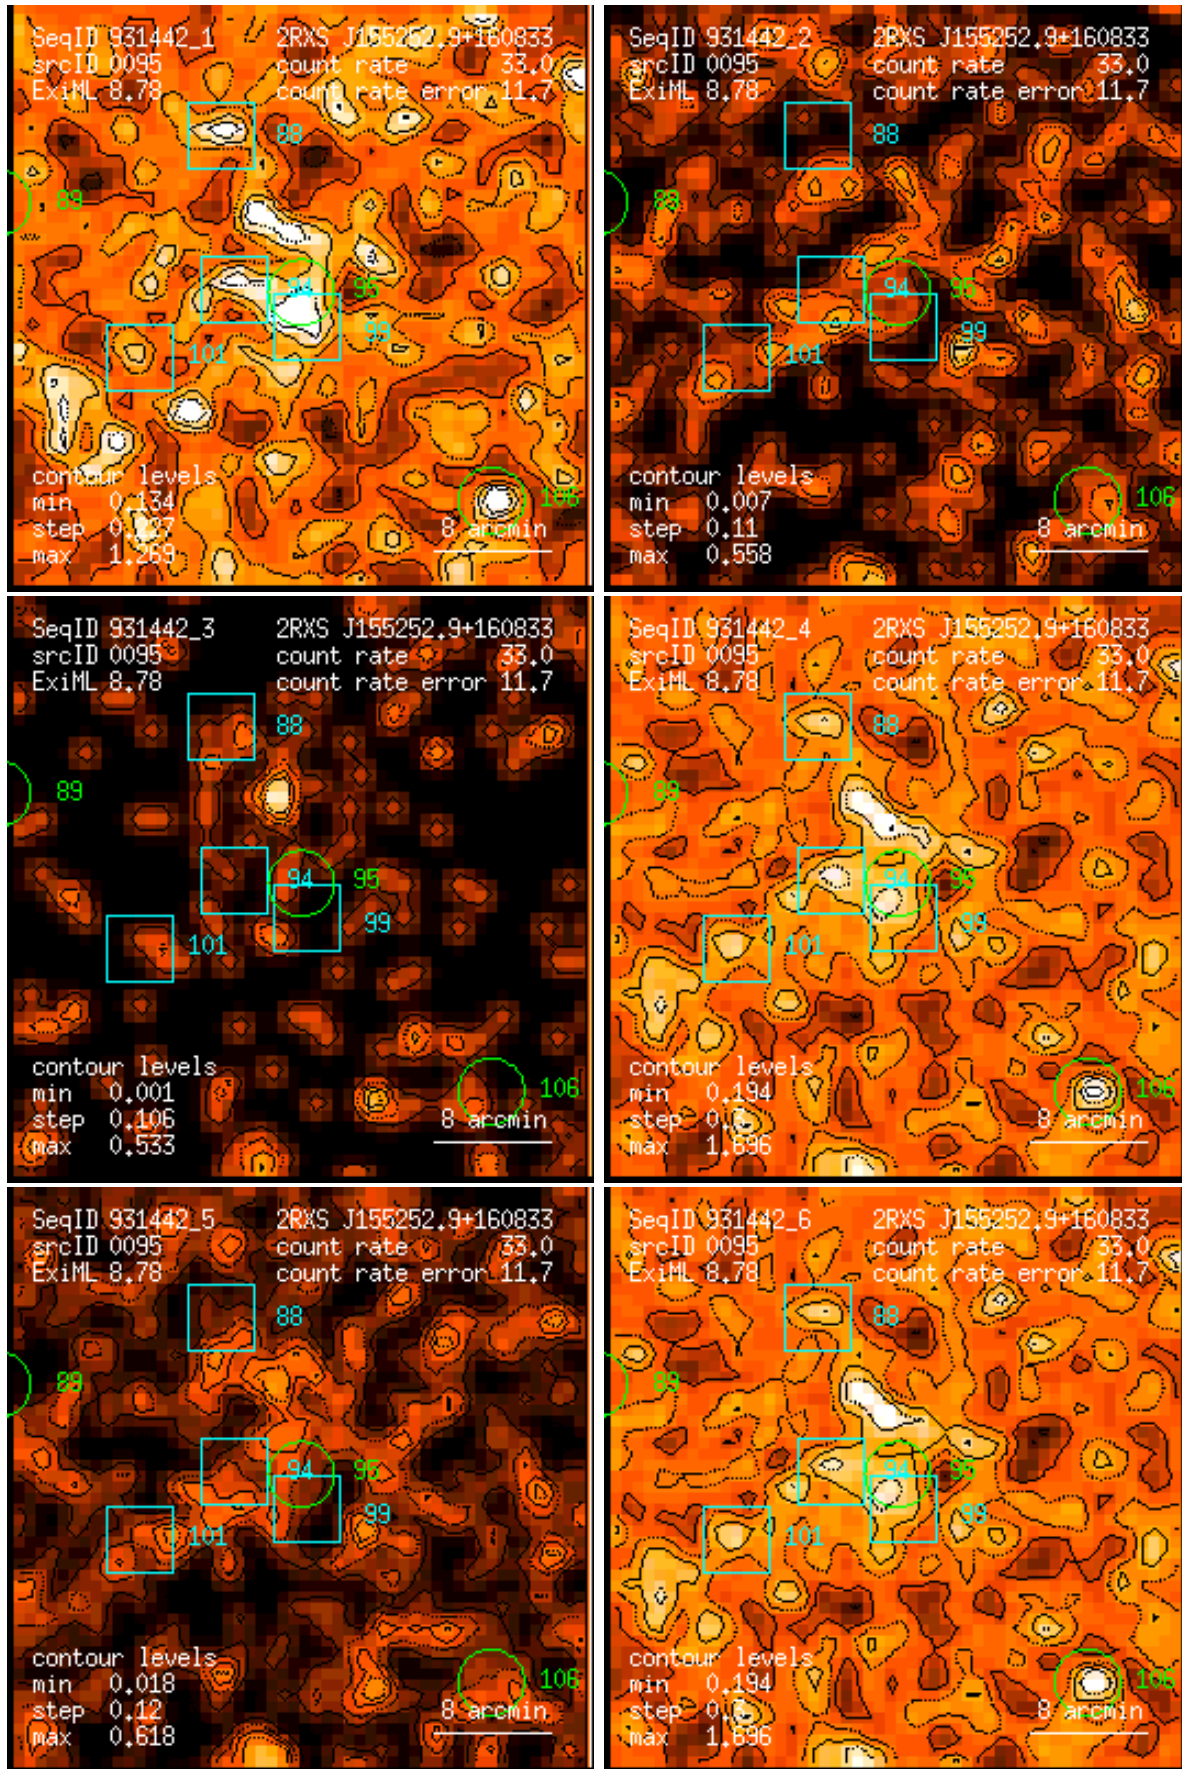 SeqID 931442_1 2RXS J155252.9+160833
srcID 0095 count rate 33.0
ExiML 8.78 count rate error 11.7
88
89
94 95
99
101
contour levels
min 0.134
106
step 0.227 8 arcmin
max 1.269
SeqID 931442_2 2RXS J155252.9+160833
srcID 0095 count rate 33.0
ExiML 8.78 count rate error 11.7
88
89
94 95
99
101
contour levels
min 0.007
106
step 0.11 8 arcmin
max 0.558
SeqID 931442_3 2RXS J155252.9+160833
srcID 0095 count rate 33.0
ExiML 8.78 count rate error 11.7
88
89
94 95
99
101
contour levels
min 0.001
106
step 0.106 8 arcmin
max 0.533
SeqID 931442_4 2RXS J155252.9+160833
srcID 0095 count rate 33.0
ExiML 8.78 count rate error 11.7
88
89
94 95
99
101
contour levels
min 0.194
106
step 0.3 8 arcmin
max 1.696
SeqID 931442_5 2RXS J155252.9+160833
srcID 0095 count rate 33.0
ExiML 8.78 count rate error 11.7
88
89
94 95
99
101
contour levels
min 0.018
106
step 0.12 8 arcmin
max 0.618
SeqID 931442_6 2RXS J155252.9+160833
srcID 0095 count rate 33.0
ExiML 8.78 count rate error 11.7
88
89
94 95
99
101
contour levels
min 0.194
106
step 0.3 8 arcmin
max 1.696